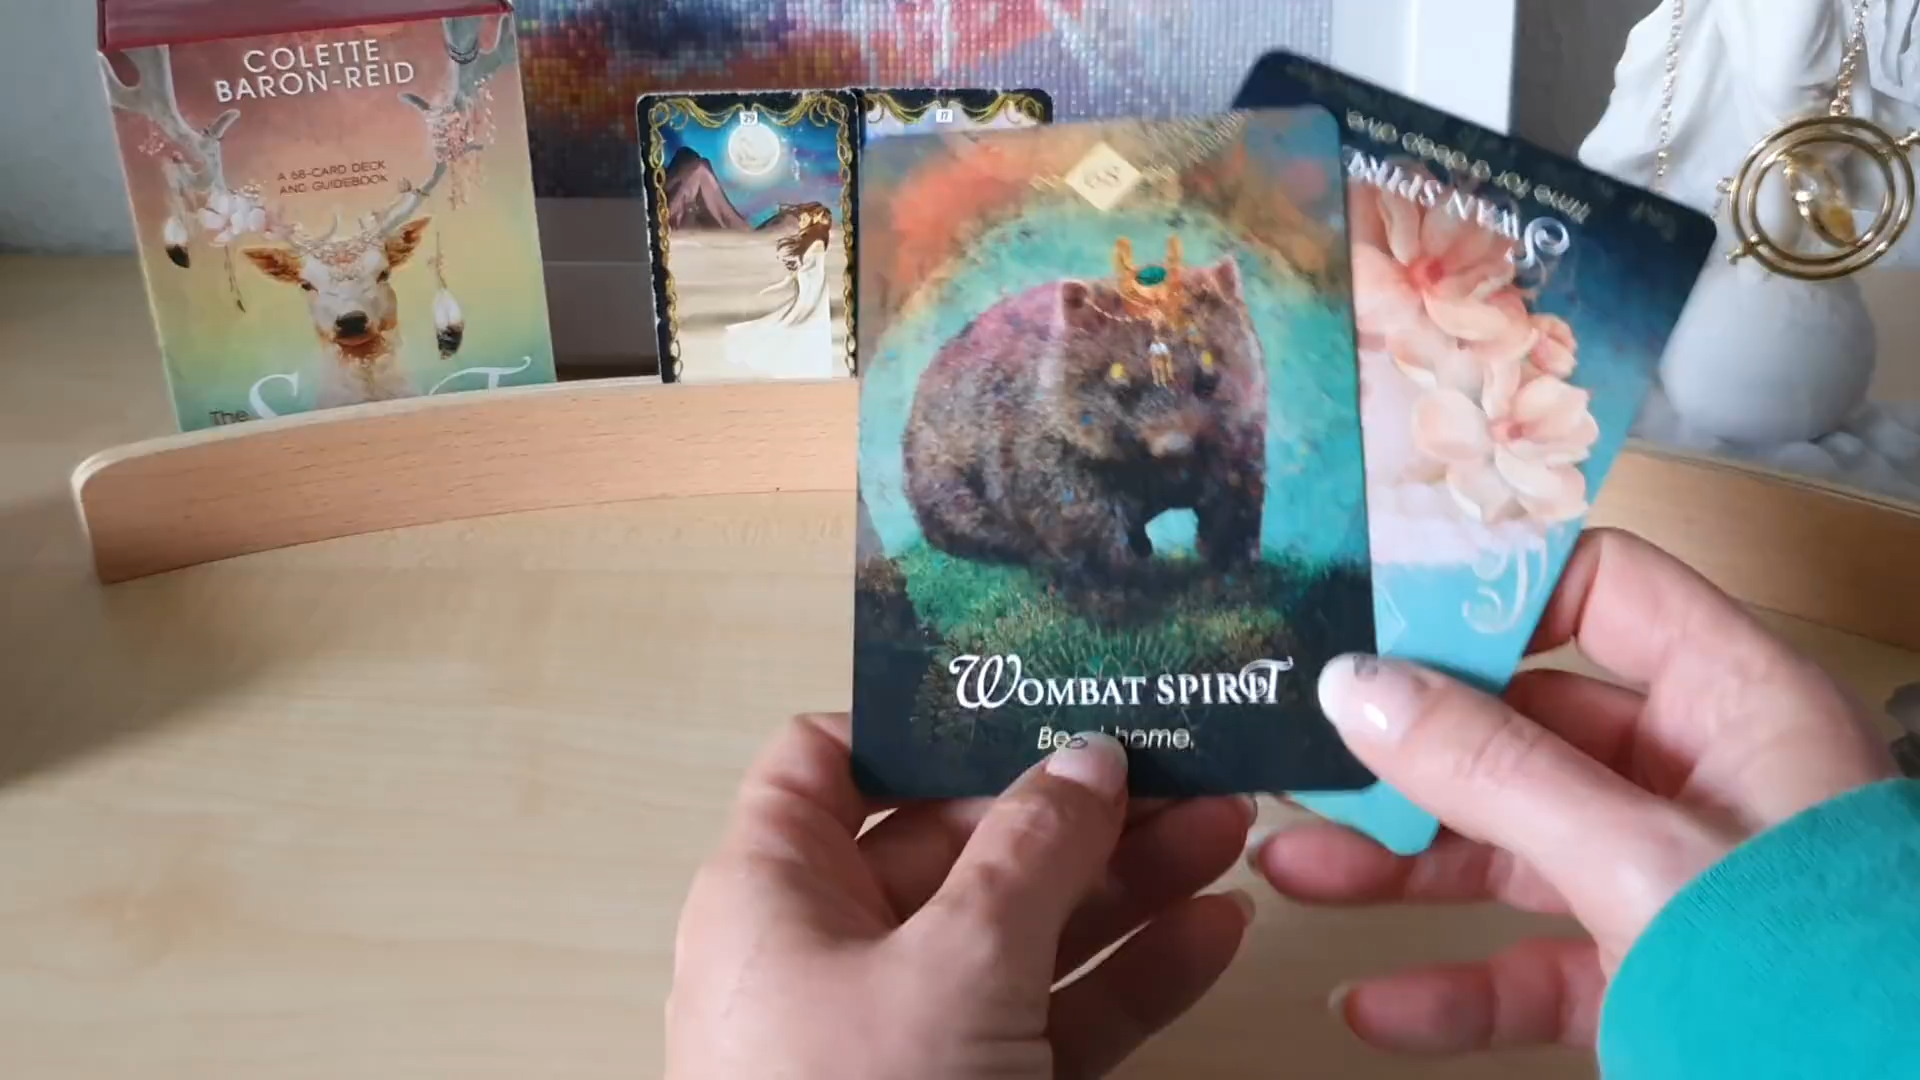 COLETTE
BARON-REID
A 68-CARD DECK
AND GUIDEBOOK
The
29
17
68
WOMBAT SPIRIT
home.
SWAN SPIRIT
Time for a deep dive